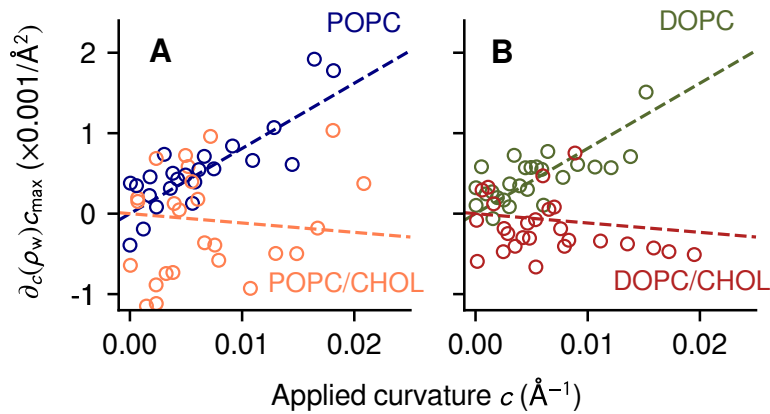 POPC
DOPC
A
B
2
1
0
-1
∂c(ρw)cmax (×0.001/Å²)
POPC/CHOL
DOPC/CHOL
0.00 0.01 0.02 0.00 0.01 0.02
Applied curvature c (Å⁻¹)